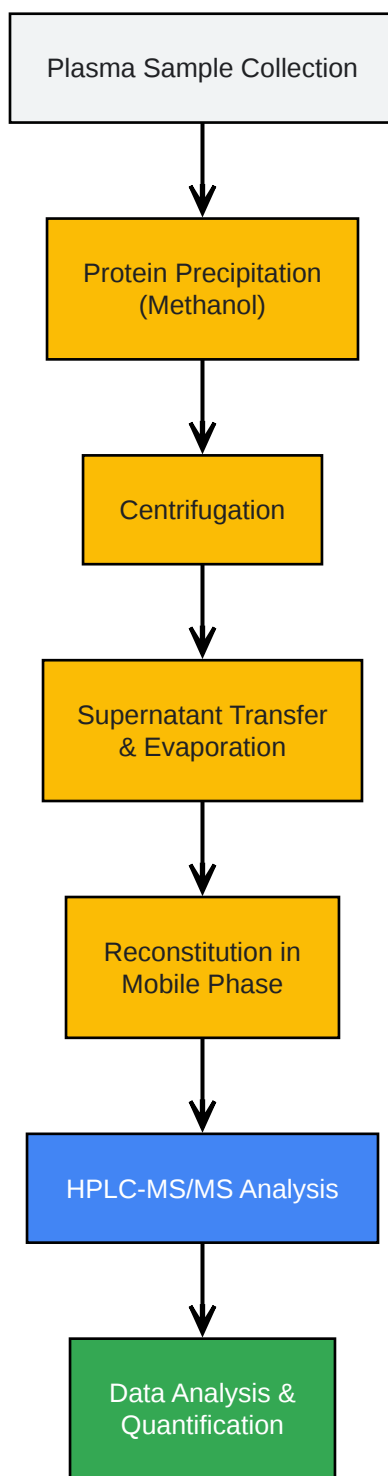 Plasma Sample Collection
Protein Precipitation
(Methanol)
Centrifugation
Supernatant Transfer
& Evaporation
Reconstitution in
Mobile Phase
HPLC-MS/MS Analysis
Data Analysis &
Quantification